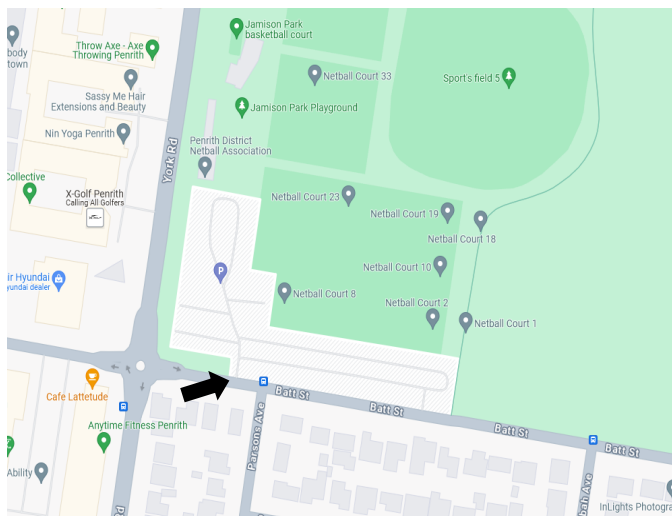 Jamison Park
basketball court
body
town
Throw Axe - Axe
Throwing Penrith
Netball Court 33
Sport's field 5
Sassy Me Hair
Extensions and Beauty
Jamison Park Playground
Nin Yoga Penrith
York Rd
Penrith District
Netball Association
Collective
X-Golf Penrith
Calling All Golfers
Netball Court 23
Netball Court 19
Netball Court 18
P
ir Hyundai
yundai dealer
Netball Court 10
Netball Court 8
Netball Court 2
Netball Court 1
Cafe Lattetude
Batt St
Batt St
Anytime Fitness Penrith
Parsons Ave
Batt St
Batt St
Ability
bah Ave
InLights Photogr
Rd